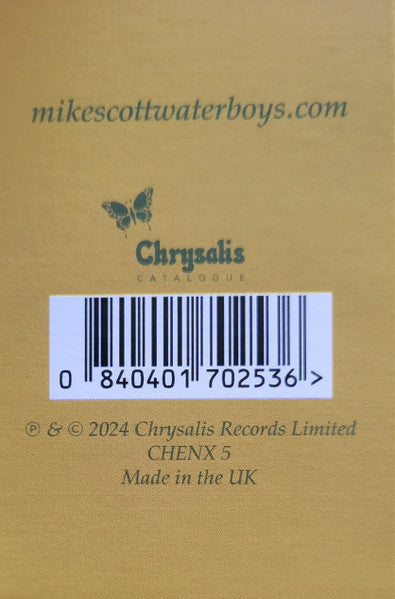 mikescottwaterboys.com
Chrysalis
CATALOGUE
0 840401 702536 >
℗ & © 2024 Chrysalis Records Limited
CHENX 5
Made in the UK